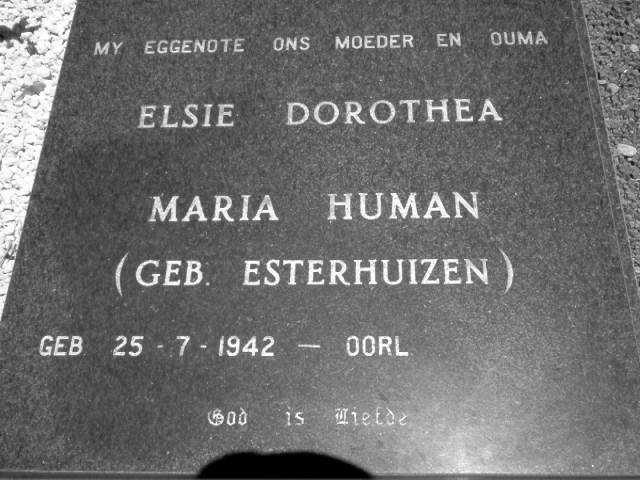 MY EGGENOTE ONS MOEDER EN OUMA
ELSIE DOROTHEA
MARIA HUMAN
(GEB. ESTERHUIZEN)
GEB 25-7-1942 — OORL
God is Liefde